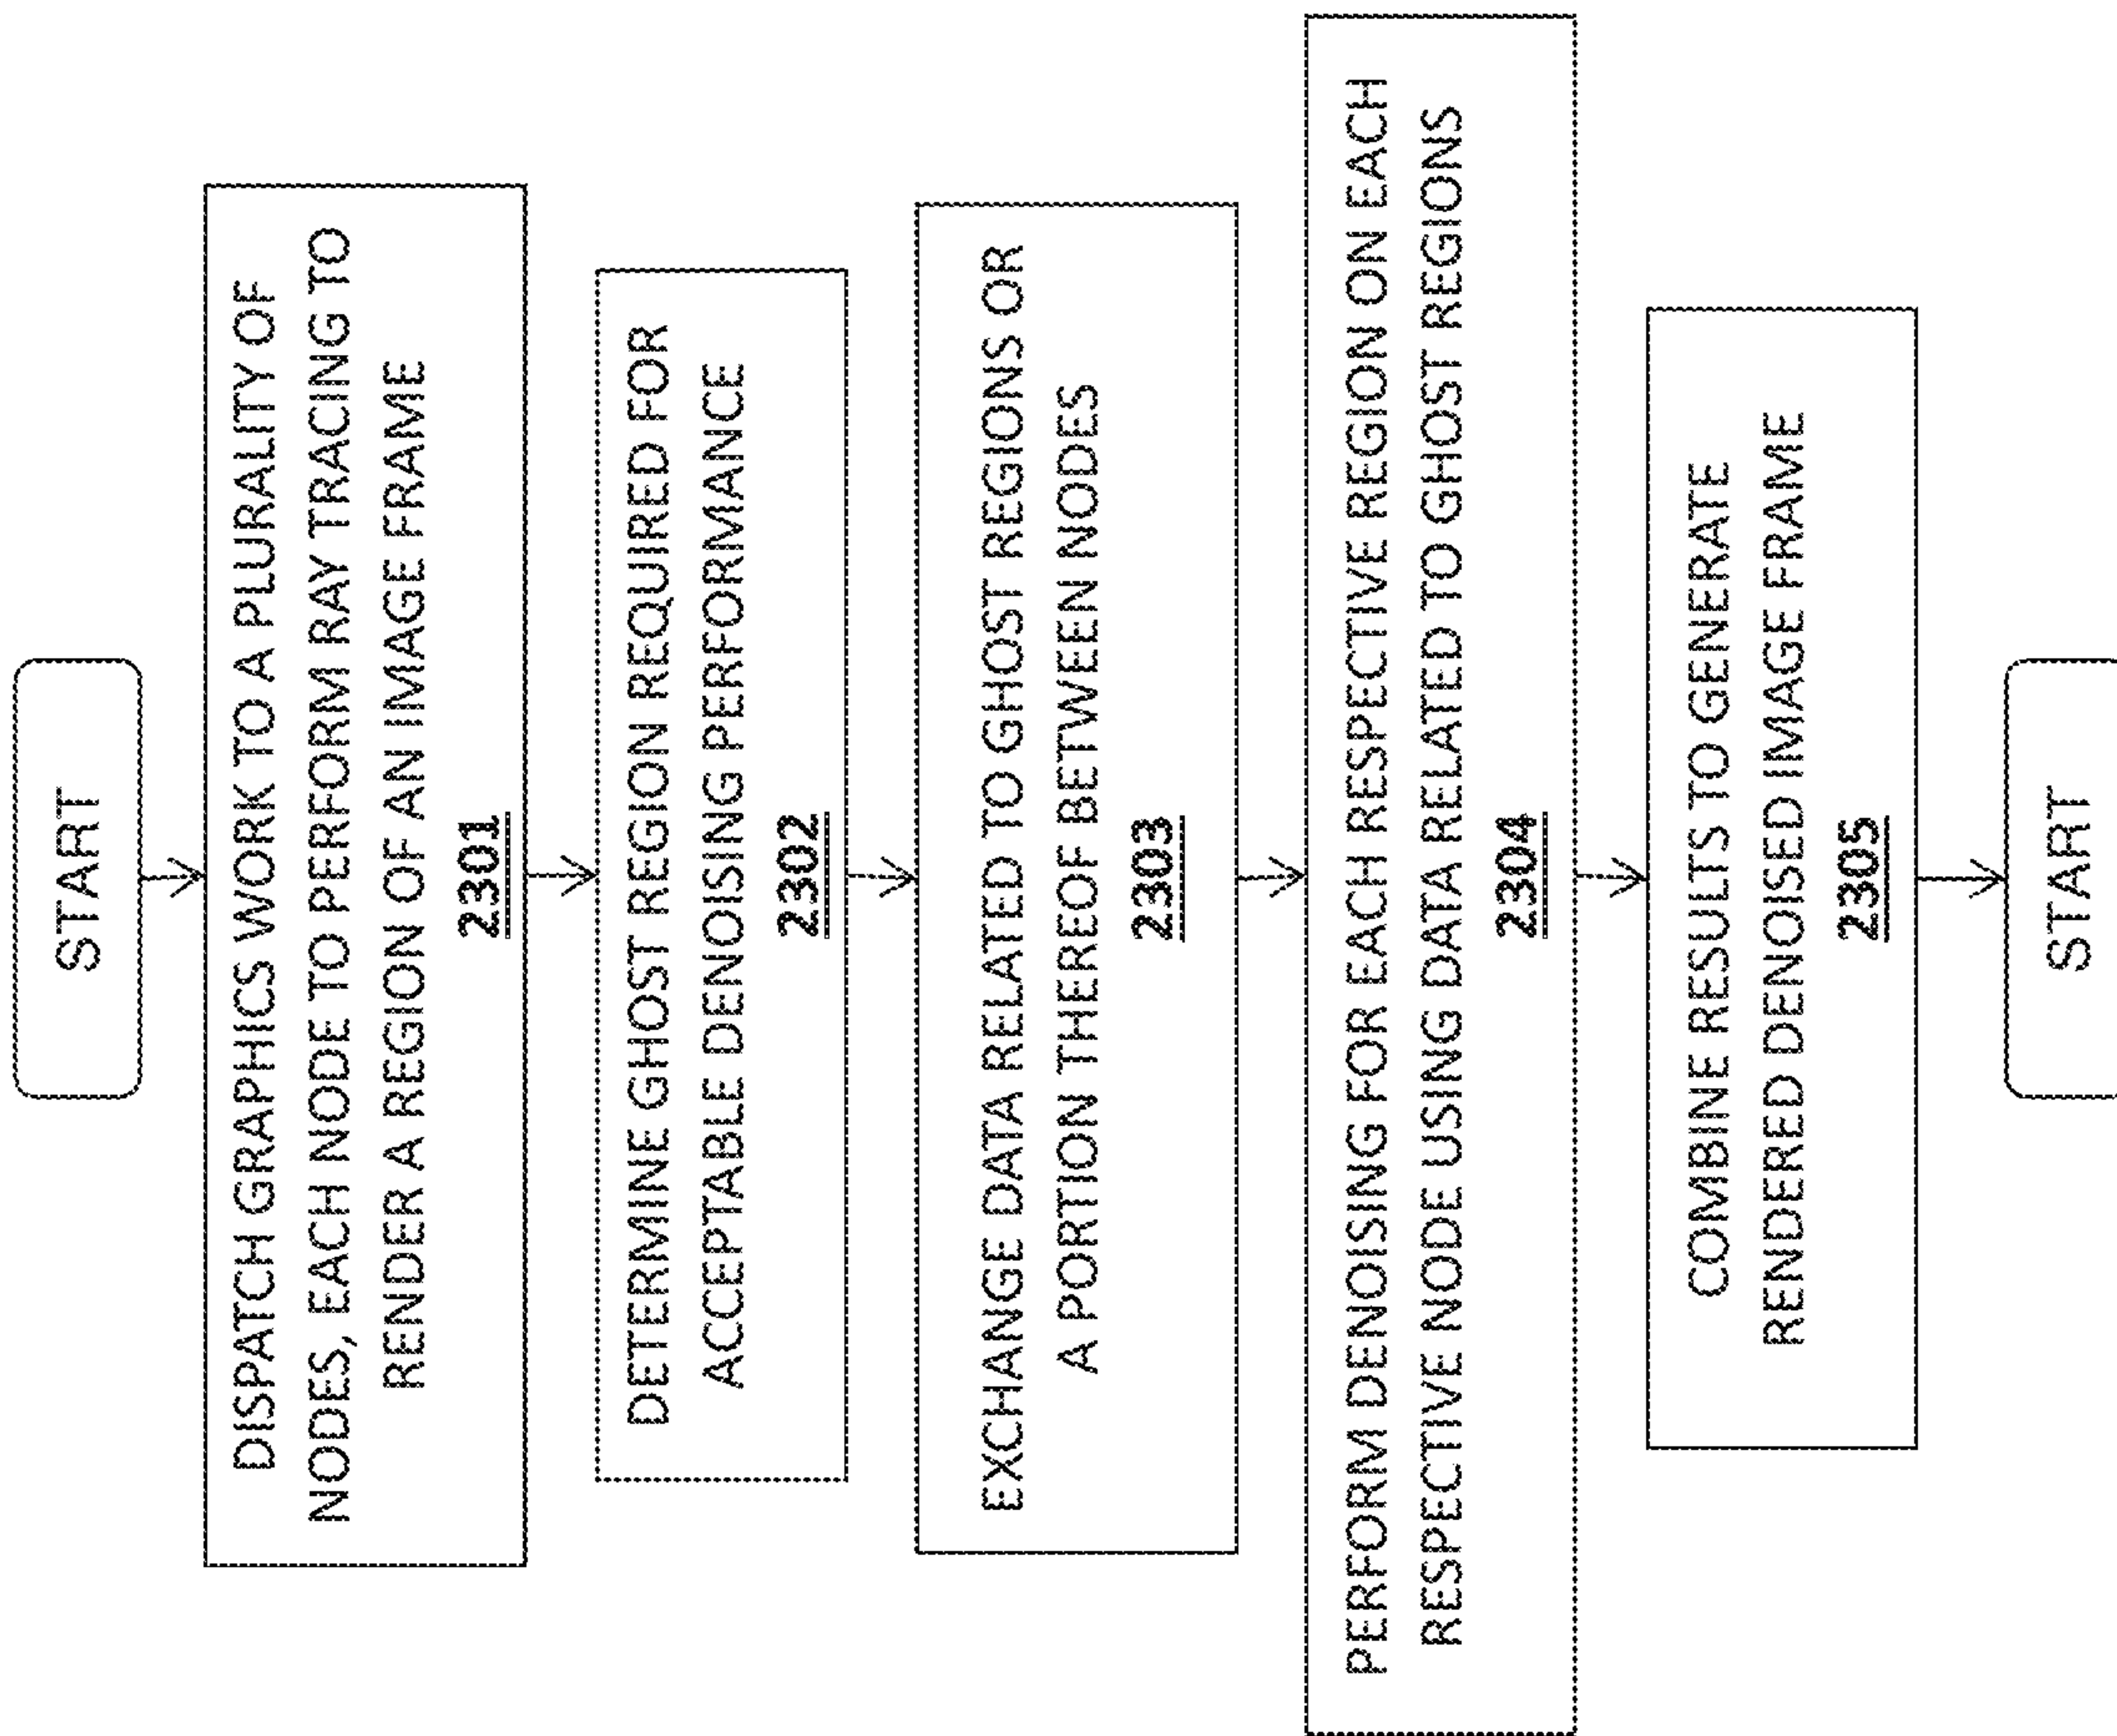 START
DISPATCH GRAPHICS WORK TO A PLURALITY OF
NODES, EACH NODE TO PERFORM RAY TRACING TO
RENDER A REGION OF AN IMAGE FRAME
2301
DETERMINE GHOST REGION REQUIRED FOR
ACCEPTABLE DENOISING PERFORMANCE
2302
EXCHANGE DATA RELATED TO GHOST REGIONS OR
A PORTION THEREOF BETWEEN NODES
2303
PERFORM DENOISING FOR EACH RESPECTIVE REGION ON EACH
RESPECTIVE NODE USING DATA RELATED TO GHOST REGIONS
2304
COMBINE RESULTS TO GENERATE
RENDERED DENOISED IMAGE FRAME
2305
START